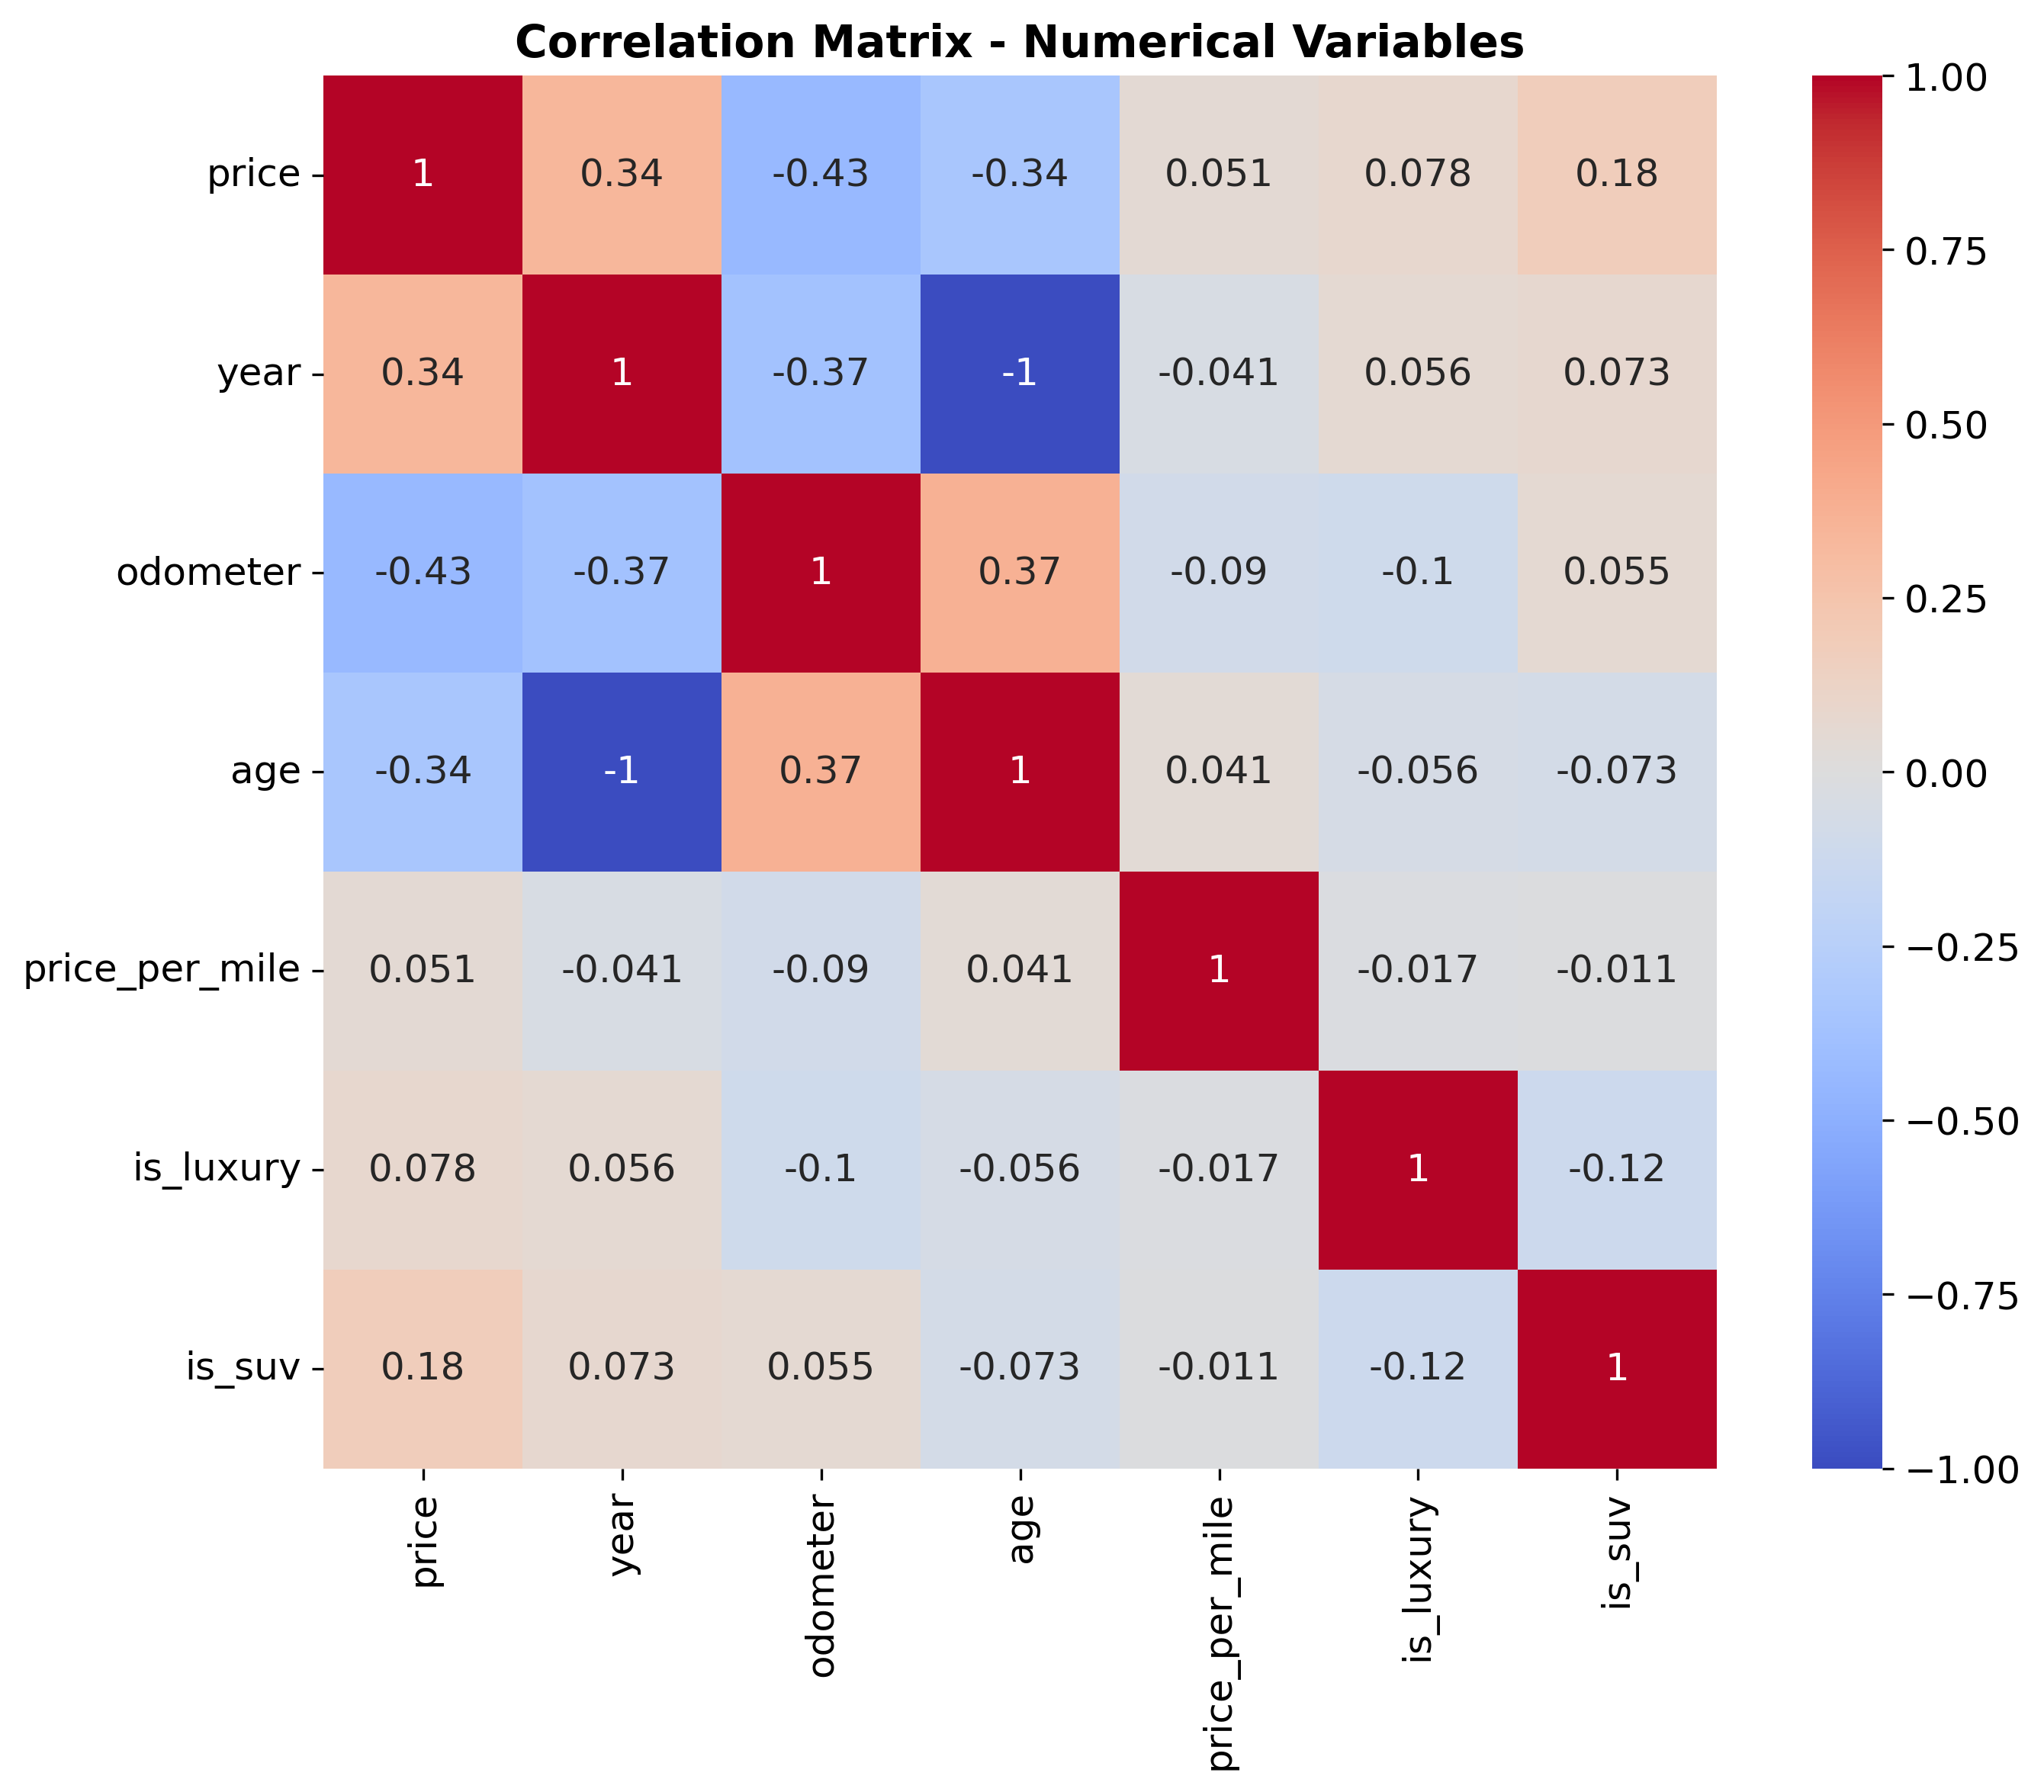 Correlation Matrix - Numerical Variables
price 1 0.34 -0.43 -0.34 0.051 0.078 0.18
year 0.34 1 -0.37 -1 -0.041 0.056 0.073
odometer -0.43 -0.37 1 0.37 -0.09 -0.1 0.055
age -0.34 -1 0.37 1 0.041 -0.056 -0.073
price_per_mile 0.051 -0.041 -0.09 0.041 1 -0.017 -0.011
is_luxury 0.078 0.056 -0.1 -0.056 -0.017 1 -0.12
is_suv 0.18 0.073 0.055 -0.073 -0.011 -0.12 1
price
year
odometer
age
price_per_mile
is_luxury
is_suv
1.00
0.75
0.50
0.25
0.00
−0.25
−0.50
−0.75
−1.00